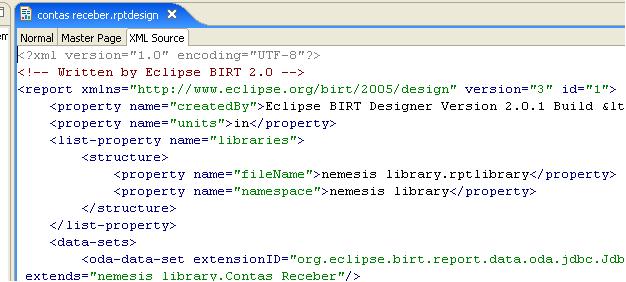 contas receber.rptdesign
Normal Master Page XML Source
<?xml version="1.0" encoding="UTF-8"?>
<!-- Written by Eclipse BIRT 2.0 -->
<report xmlns="http://www.eclipse.org/birt/2005/design" version="3" id="1">
<property name="createdBy">Eclipse BIRT Designer Version 2.0.1 Build &lt
<property name="units">in</property>
<list-property name="libraries">
<structure>
<property name="fileName">nemesis library.rptlibrary</property>
<property name="namespace">nemesis library</property>
</structure>
</list-property>
<data-sets>
<oda-data-set extensionID="org.eclipse.birt.report.data.oda.jdbc.Jdb
extends="nemesis library.Contas Receber"/>